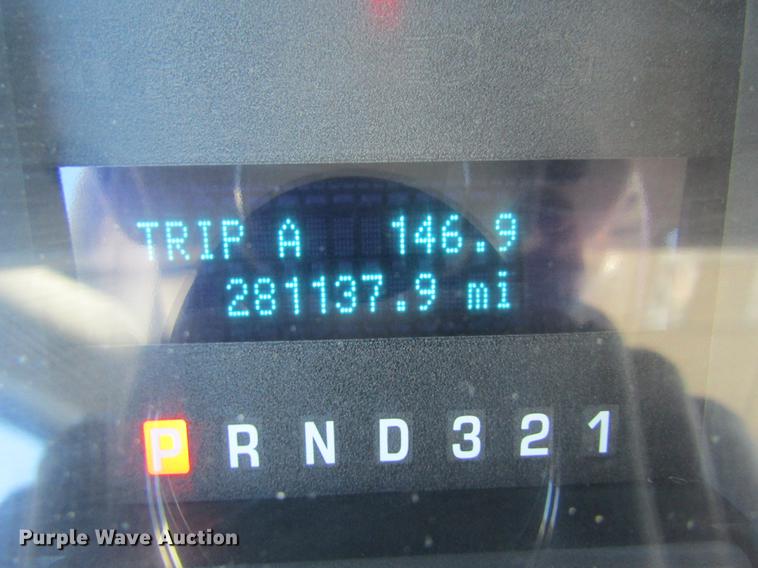 TRIP A 146.9
281137.9 mi
P R N D 3 2 1
Purple Wave Auction